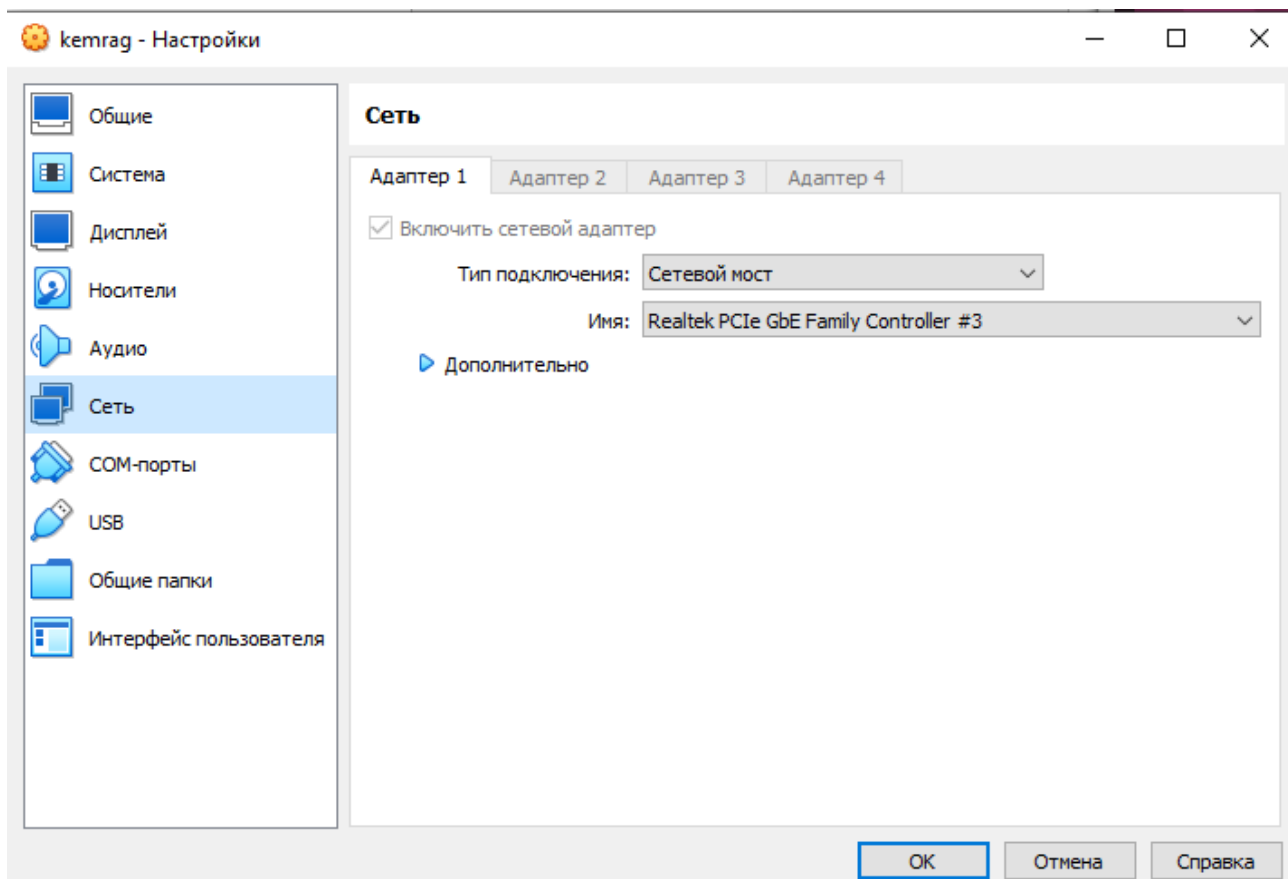 kemrag - Настройки
Общие
Система
Дисплей
Носители
Аудио
Сеть
COM-порты
USB
Общие папки
Интерфейс пользователя
Сеть
Адаптер 1 Адаптер 2 Адаптер 3 Адаптер 4
Включить сетевой адаптер
Тип подключения: Сетевой мост
Имя: Realtek PCIe GbE Family Controller #3
Дополнительно
OK Отмена Справка